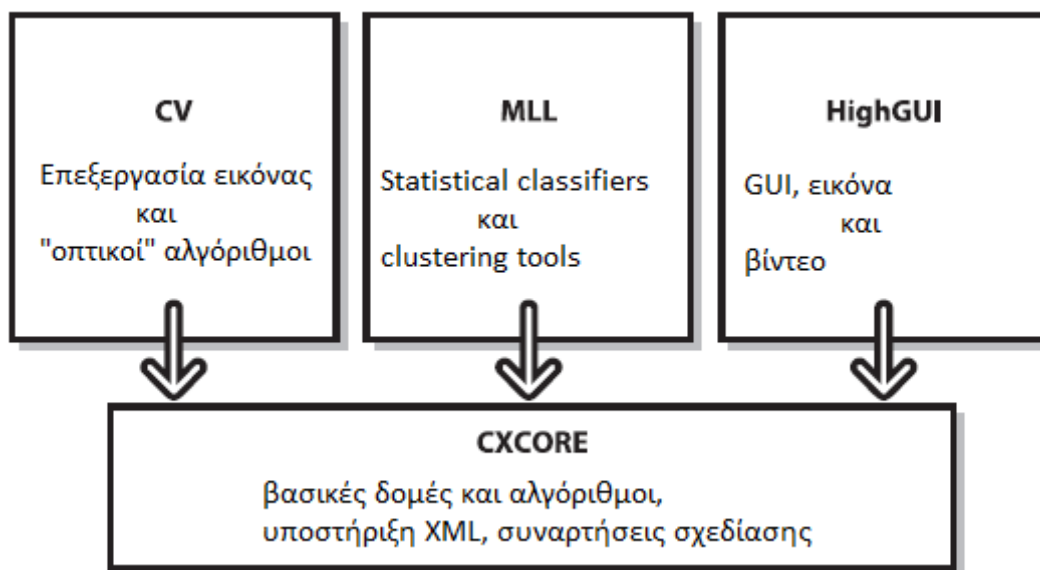 CV
Επεξεργασία εικόνας
και
"οπτικοί" αλγόριθμοι
MLL
Statistical classifiers
και
clustering tools
HighGUI
GUI, εικόνα
και
βίντεο
CXCORE
βασικές δομές και αλγόριθμοι,
υποστήριξη XML, συναρτήσεις σχεδίασης